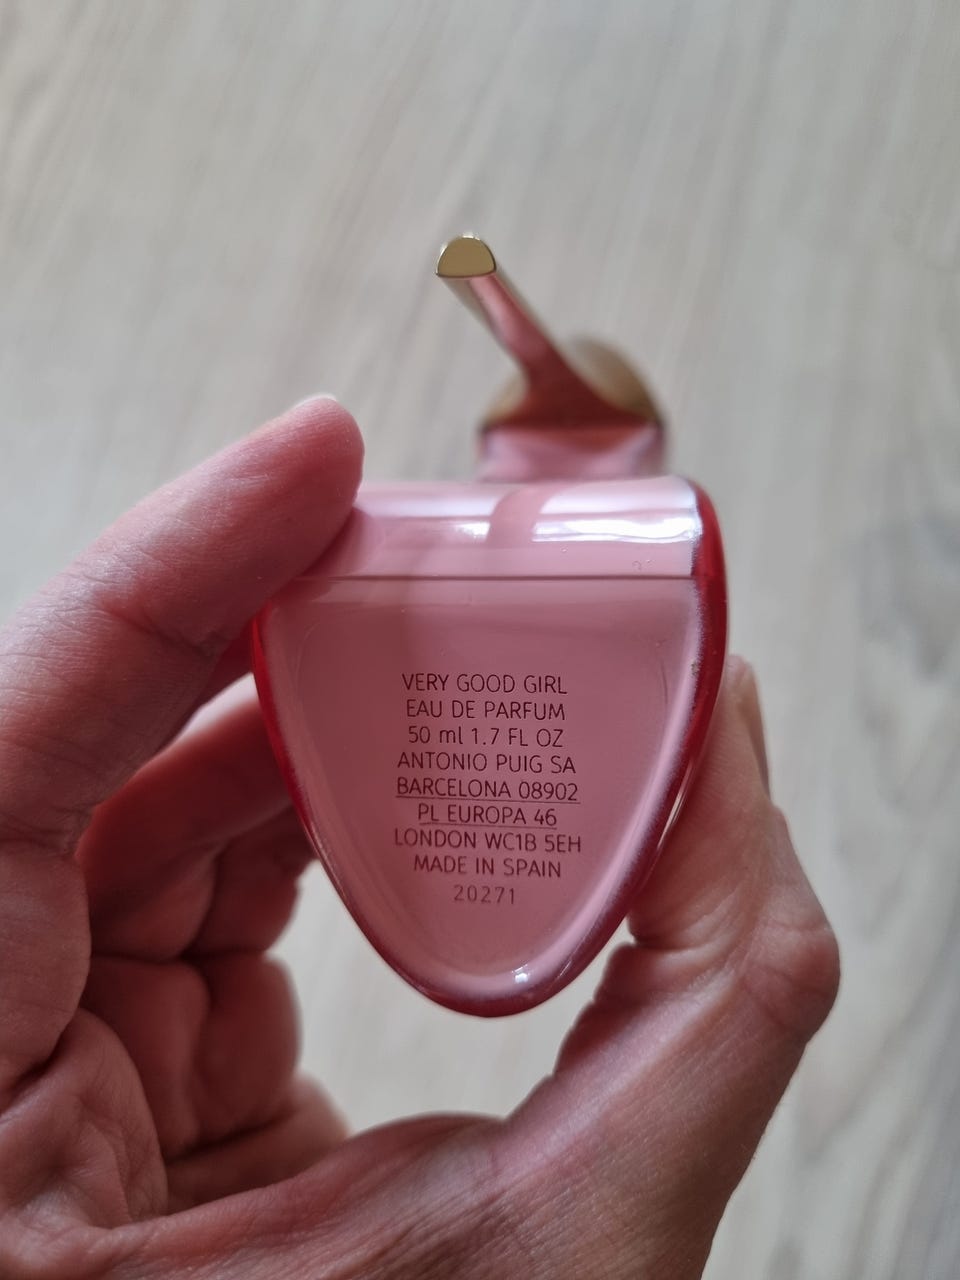 VERY GOOD GIRL
EAU DE PARFUM
50 ml 1.7 FL OZ
ANTONIO PUIG SA
BARCELONA 08902
PL EUROPA 46
LONDON WC1B 5EH
MADE IN SPAIN
20271